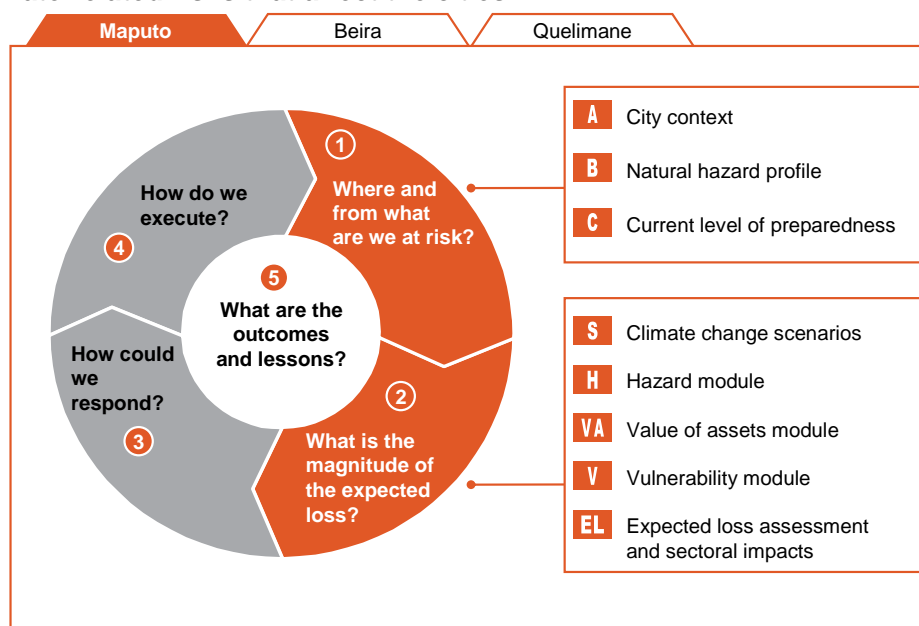 Maputo
Beira
Quelimane
1
Where and
from what
are we at risk?
2
What is the
magnitude of
the expected
loss?
How could
we
respond?
3
How do we
execute?
4
5
What are the
outcomes
and lessons?
A City context
B Natural hazard profile
C Current level of preparedness
S Climate change scenarios
H Hazard module
VA Value of assets module
V Vulnerability module
EL Expected loss assessment
and sectoral impacts